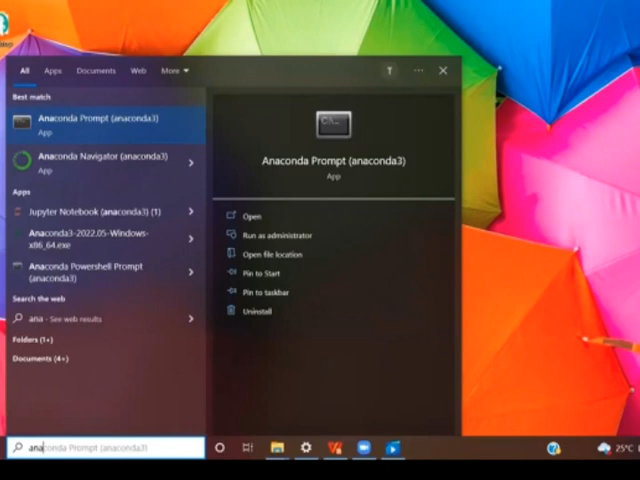 All Apps Documents Web More T ...
Best match
Anaconda Prompt (anaconda3)
App
Anaconda Navigator (anaconda3)
App
Apps
Jupyter Notebook (anaconda3) (1)
Anaconda3-2022.05-Windows-
x86_64.exe
Anaconda Powershell Prompt
(anaconda3)
Search the web
ana - See web results
Folders (1+)
Documents (4+)
anaconda Prompt (anaconda3)
C:\...
Anaconda Prompt (anaconda3)
App
Open
Run as administrator
Open file location
Pin to Start
Pin to taskbar
Uninstall
25°C